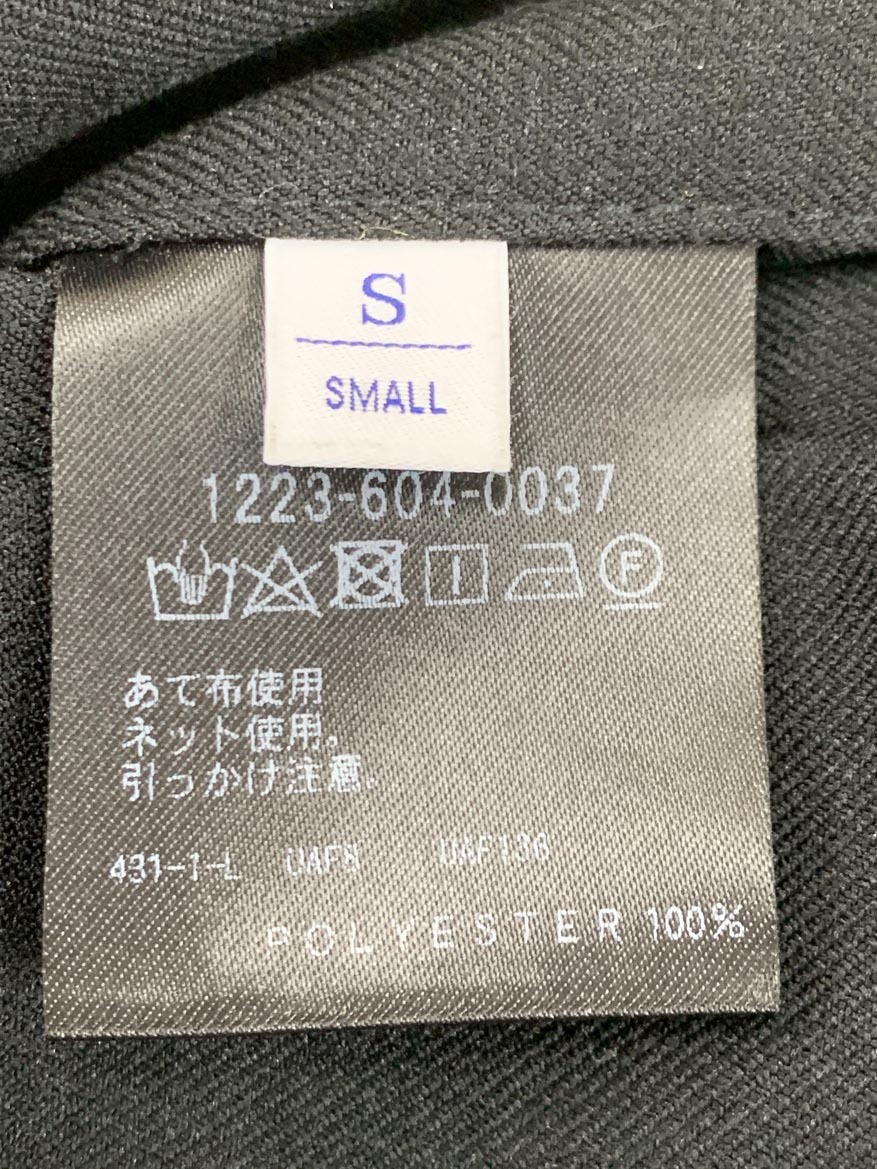 S
SMALL
1223-604-0037
F
あて布使用
ネット使用。
引っかけ注意。
431-1-L UAF8 UAF136
POLYESTER 100%